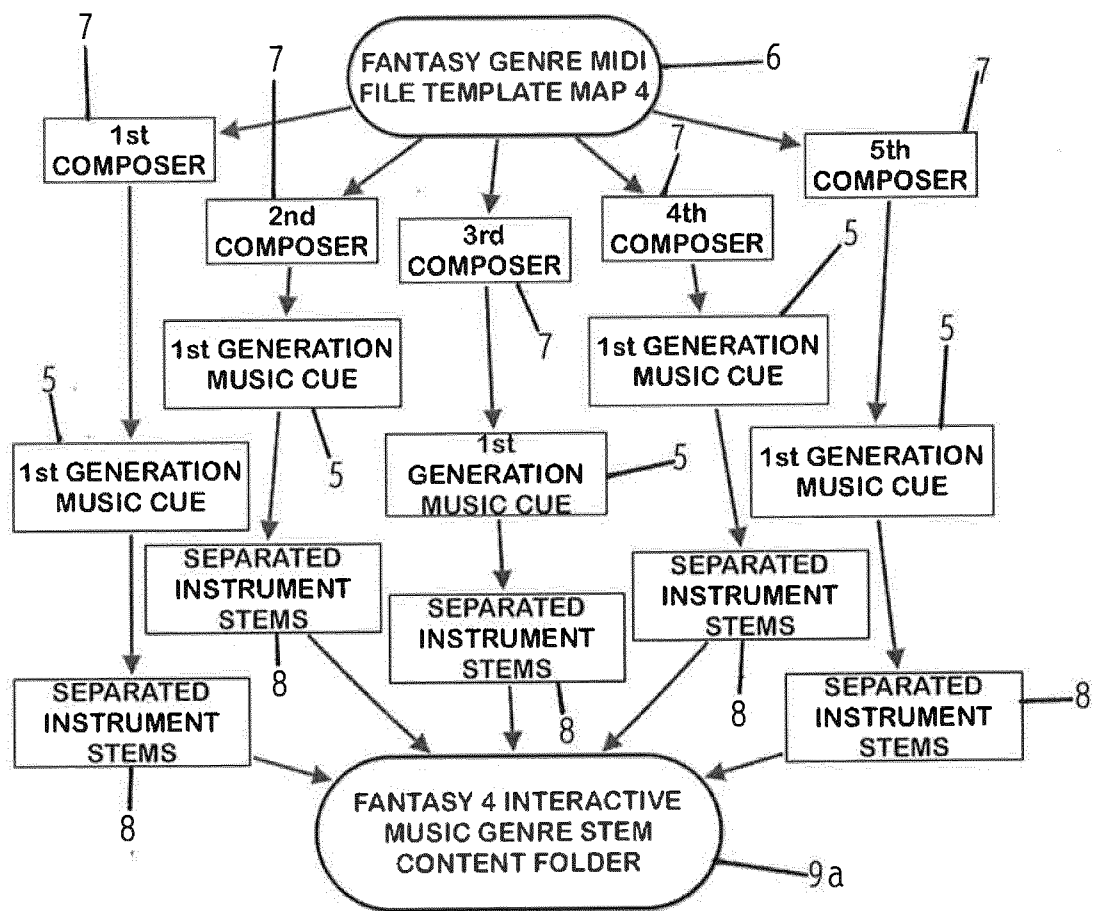 7
7
FANTASY GENRE MIDI
FILE TEMPLATE MAP 4
6
7
1st
COMPOSER
7
5th
COMPOSER
2nd
COMPOSER
3rd
COMPOSER
4th
COMPOSER
5
7
1st GENERATION
MUSIC CUE
1st GENERATION
MUSIC CUE
5
5
1st GENERATION
MUSIC CUE
5
1st
GENERATION
MUSIC CUE
5
1st GENERATION
MUSIC CUE
SEPARATED
INSTRUMENT
STEMS
SEPARATED
INSTRUMENT
STEMS
SEPARATED
INSTRUMENT
STEMS
8
8
SEPARATED
INSTRUMENT
STEMS
8
SEPARATED
INSTRUMENT
STEMS
8
8
FANTASY 4 INTERACTIVE
MUSIC GENRE STEM
CONTENT FOLDER
9a